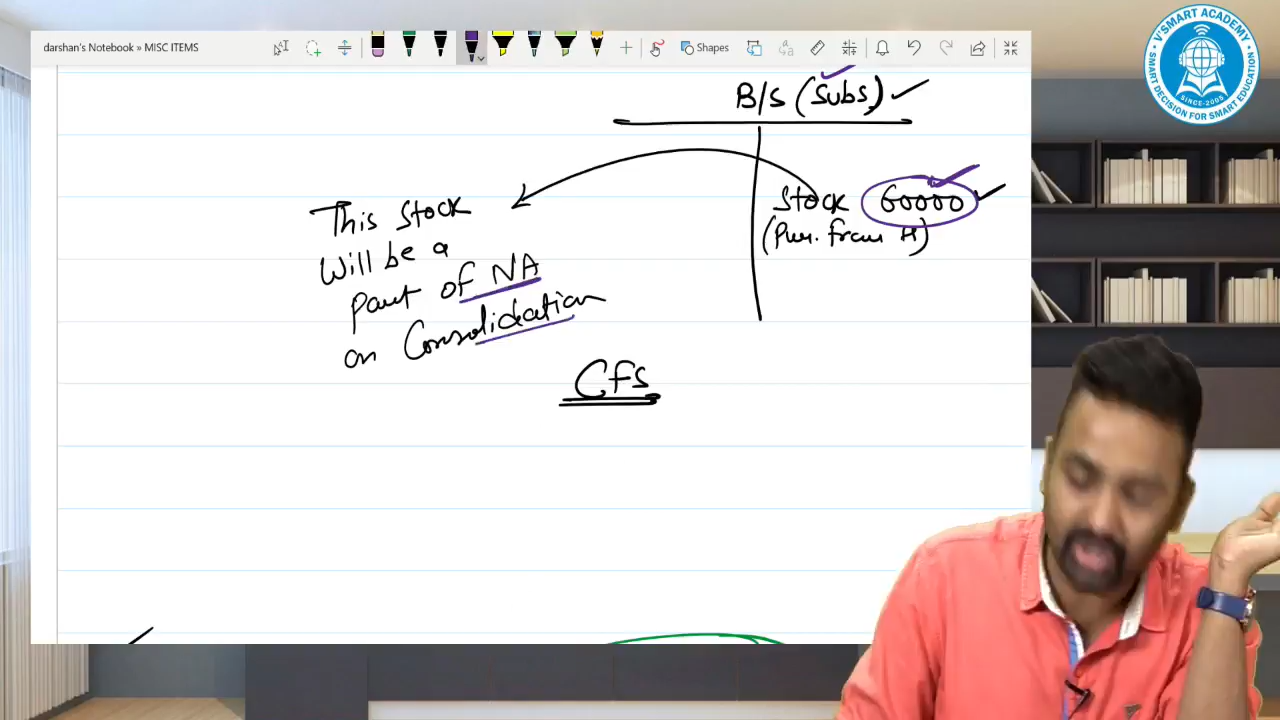 darshan's Notebook » MISC ITEMS
Shapes
V'SMART ACADEMY
SINCE-2005
SMART DECISION FOR SMART EDUCATION
B/S (Subs)
Stock 60000
(Pur. from H)
This Stock
Will be a
part of NA
on Consolidation
CFS